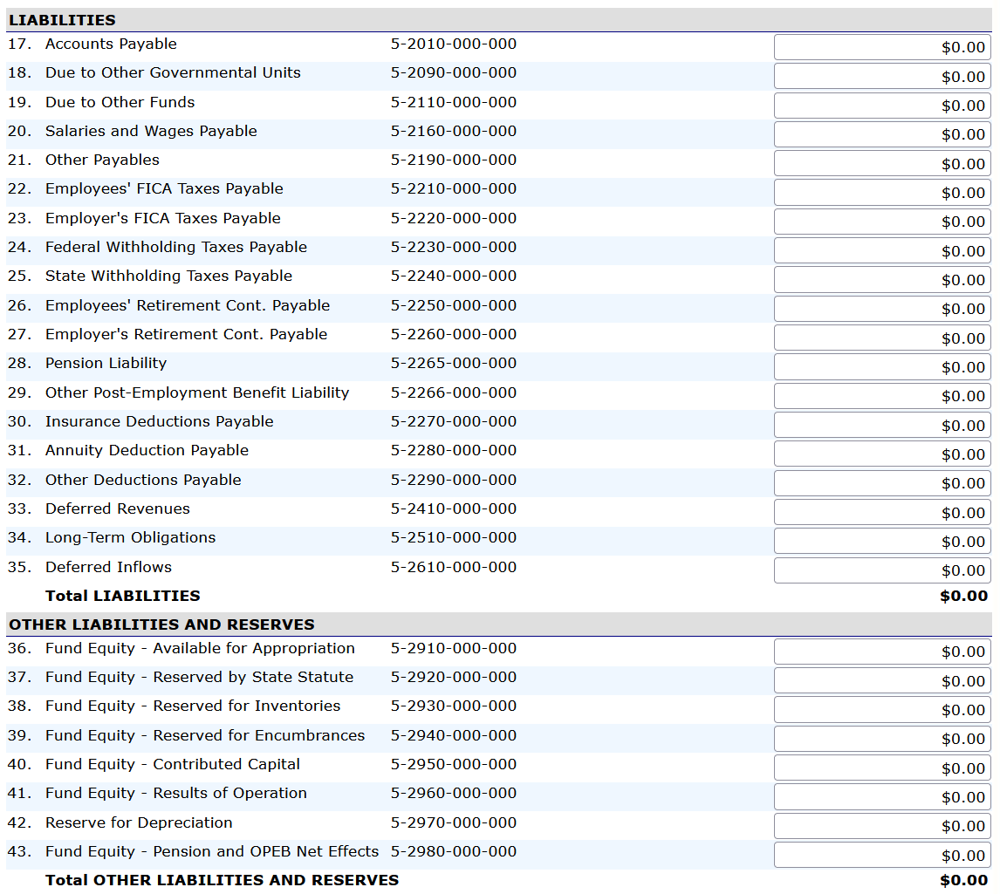 LIABILITIES
17. Accounts Payable 5-2010-000-000 $0.00
18. Due to Other Governmental Units 5-2090-000-000 $0.00
19. Due to Other Funds 5-2110-000-000 $0.00
20. Salaries and Wages Payable 5-2160-000-000 $0.00
21. Other Payables 5-2190-000-000 $0.00
22. Employees' FICA Taxes Payable 5-2210-000-000 $0.00
23. Employer's FICA Taxes Payable 5-2220-000-000 $0.00
24. Federal Withholding Taxes Payable 5-2230-000-000 $0.00
25. State Withholding Taxes Payable 5-2240-000-000 $0.00
26. Employees' Retirement Cont. Payable 5-2250-000-000 $0.00
27. Employer's Retirement Cont. Payable 5-2260-000-000 $0.00
28. Pension Liability 5-2265-000-000 $0.00
29. Other Post-Employment Benefit Liability 5-2266-000-000 $0.00
30. Insurance Deductions Payable 5-2270-000-000 $0.00
31. Annuity Deduction Payable 5-2280-000-000 $0.00
32. Other Deductions Payable 5-2290-000-000 $0.00
33. Deferred Revenues 5-2410-000-000 $0.00
34. Long-Term Obligations 5-2510-000-000 $0.00
35. Deferred Inflows 5-2610-000-000 $0.00
Total LIABILITIES $0.00
OTHER LIABILITIES AND RESERVES
36. Fund Equity - Available for Appropriation 5-2910-000-000 $0.00
37. Fund Equity - Reserved by State Statute 5-2920-000-000 $0.00
38. Fund Equity - Reserved for Inventories 5-2930-000-000 $0.00
39. Fund Equity - Reserved for Encumbrances 5-2940-000-000 $0.00
40. Fund Equity - Contributed Capital 5-2950-000-000 $0.00
41. Fund Equity - Results of Operation 5-2960-000-000 $0.00
42. Reserve for Depreciation 5-2970-000-000 $0.00
43. Fund Equity - Pension and OPEB Net Effects 5-2980-000-000 $0.00
Total OTHER LIABILITIES AND RESERVES $0.00